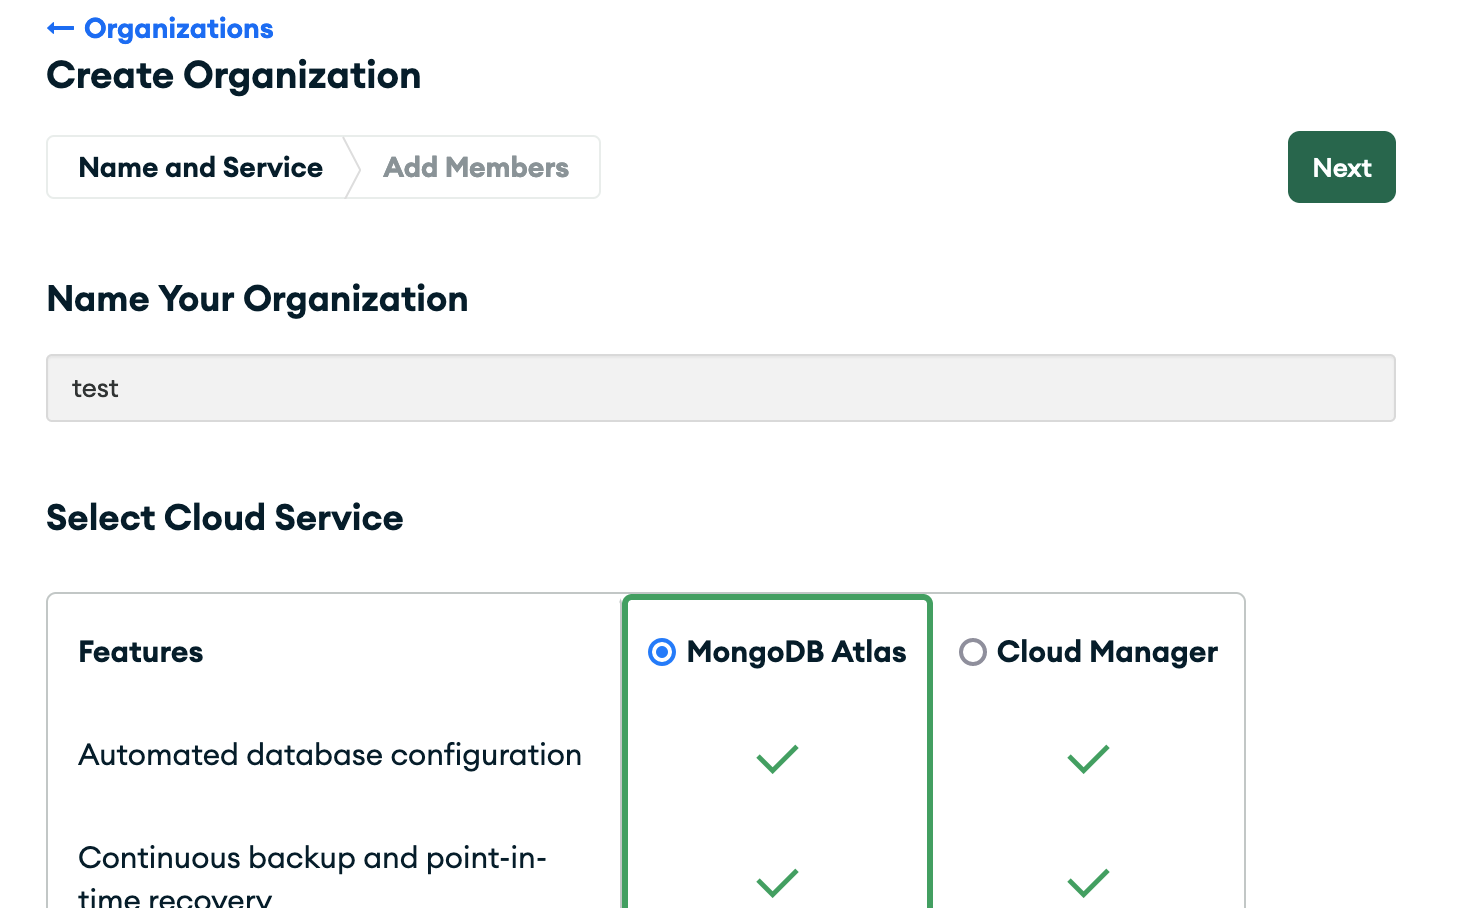 ← Organizations
Create Organization
Name and Service
Add Members
Next
Name Your Organization
test
Select Cloud Service
Features
MongoDB Atlas
Cloud Manager
Automated database configuration
Continuous backup and point-in-
time recovery